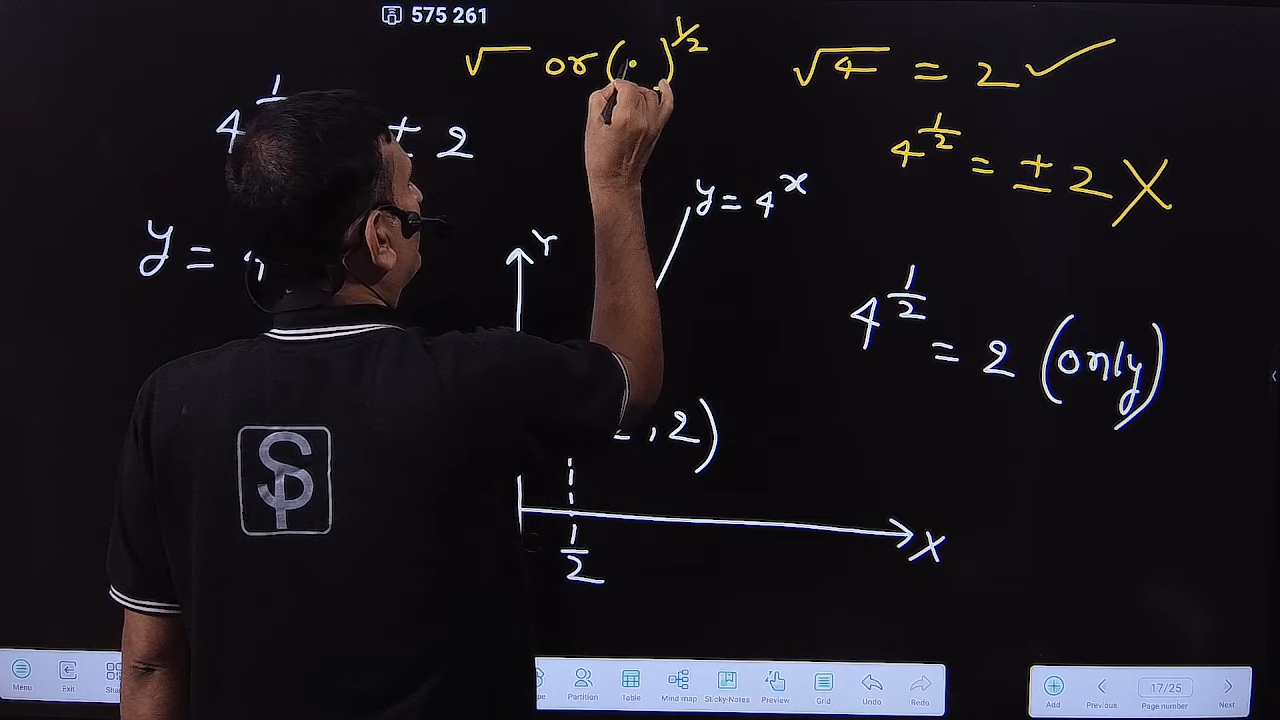 575 261
√ or (·)^1/2
√4 = 2 ✓
4^1/2 = ± 2 X
4^1 ± 2
y = 4^x
y =
Y
4^1/2 = 2 (only)
, 2)
X
1/2
SP
Menu Exit Partition Table Mind map Sticky-Notes Preview Grid Undo Redo
Add Previous 17/25 Page number Next